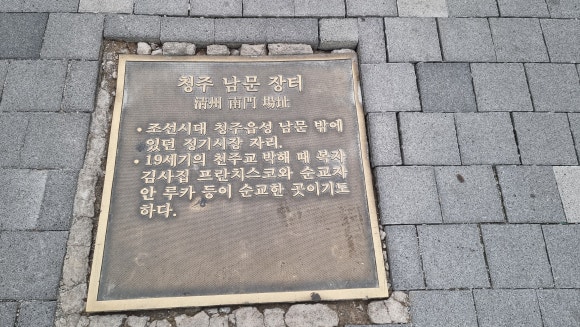 청주 남문 장터
淸州 南門 場址
• 조선시대 청주읍성 남문 밖에
있던 정기시장 자리.
• 19세기의 천주교 박해 때 복자
김사집 프란치스코와 순교자
안 루카 등이 순교한 곳이기도
하다.